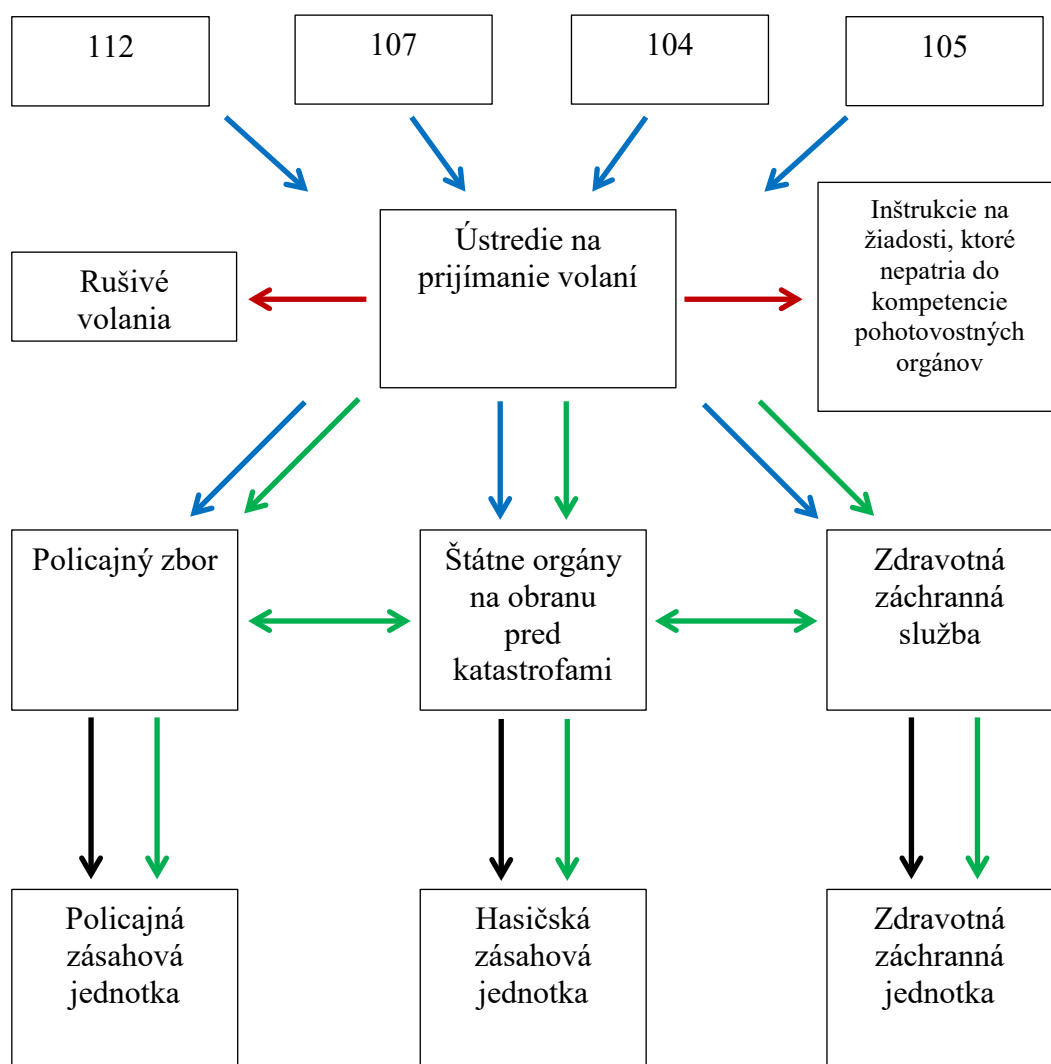 112
107
104
105
Ústredie na
prijímanie volaní
Rušivé
volania
Inštrukcie na
žiadosti, ktoré
nepatria do
kompetencie
pohotovostných
orgánov
Policajný zbor
Štátne orgány
na obranu
pred
katastrofami
Zdravotná
záchranná
služba
Policajná
zásahová
jednotka
Hasičská
zásahová
jednotka
Zdravotná
záchranná
jednotka